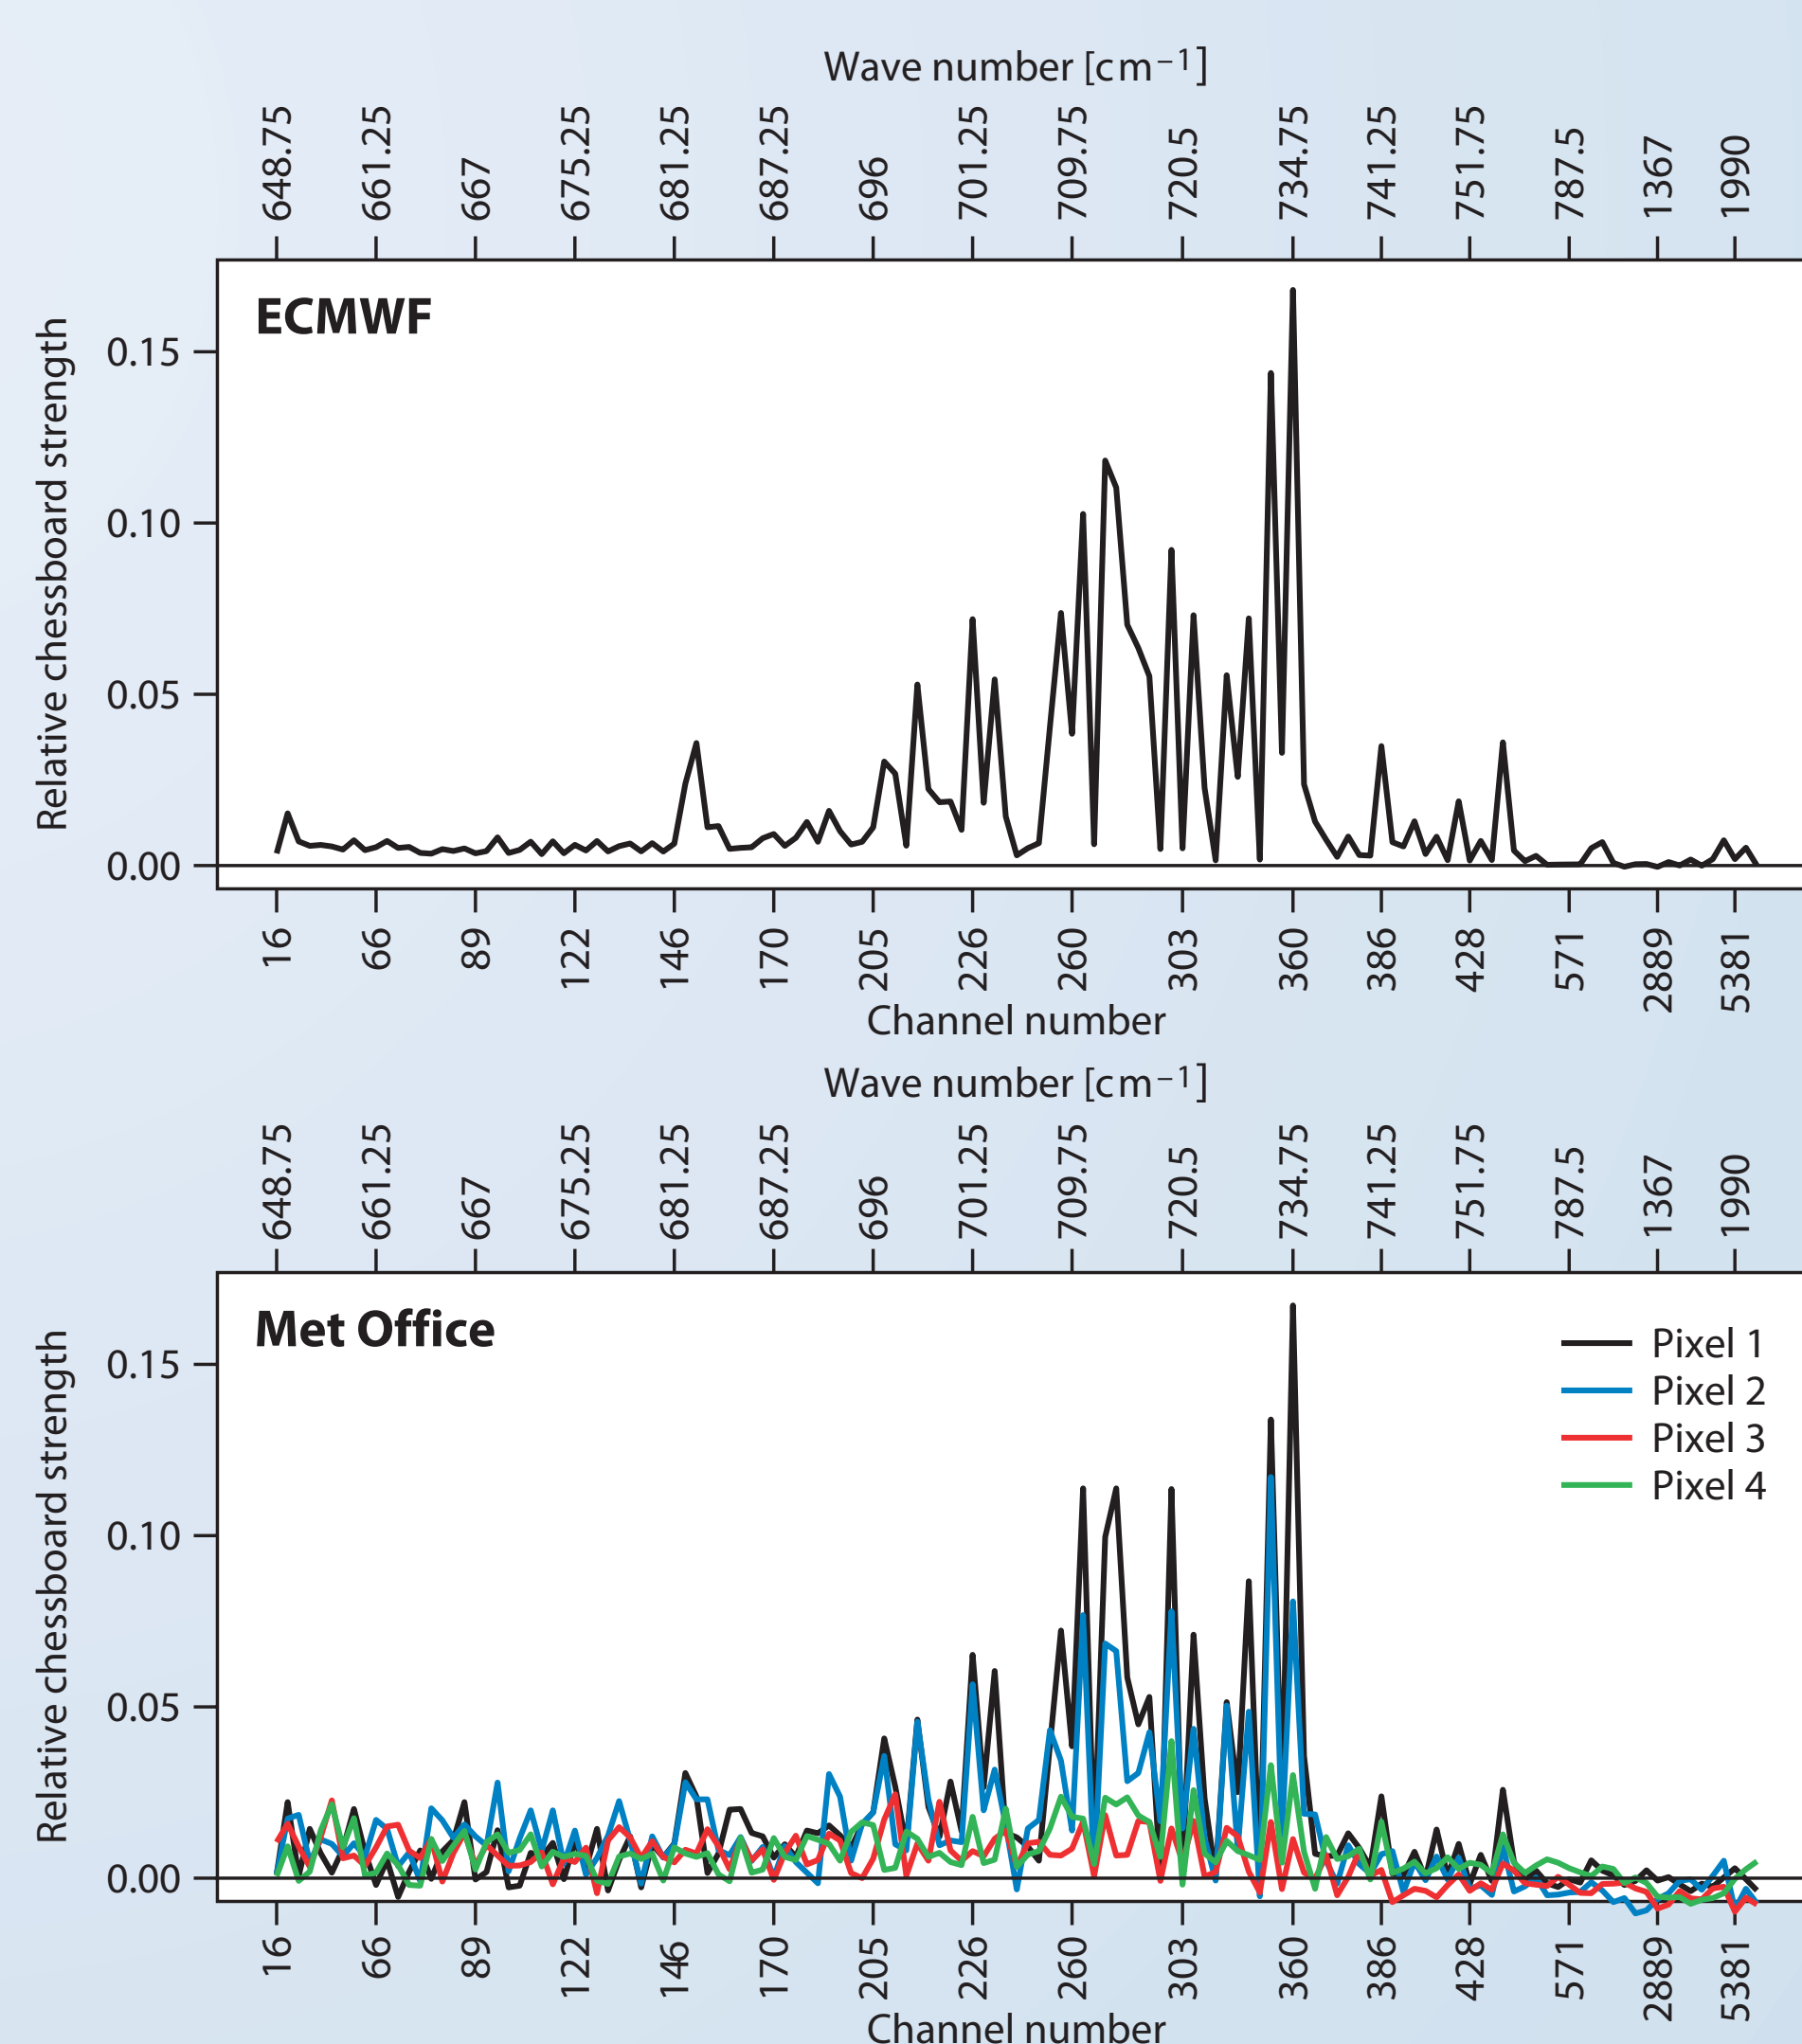 Wave number [cm⁻¹]
648.75 661.25 667 675.25 681.25 687.25 696 701.25 709.75 720.5 734.75 741.25 751.75 787.5 1367 1990
ECMWF
Relative chessboard strength
0.15
0.10
0.05
0.00
16 66 89 122 146 170 205 226 260 303 360 386 428 571 2889 5381
Channel number
Wave number [cm⁻¹]
648.75 661.25 667 675.25 681.25 687.25 696 701.25 709.75 720.5 734.75 741.25 751.75 787.5 1367 1990
Met Office
Pixel 1
Pixel 2
Pixel 3
Pixel 4
Relative chessboard strength
0.15
0.10
0.05
0.00
16 66 89 122 146 170 205 226 260 303 360 386 428 571 2889 5381
Channel number